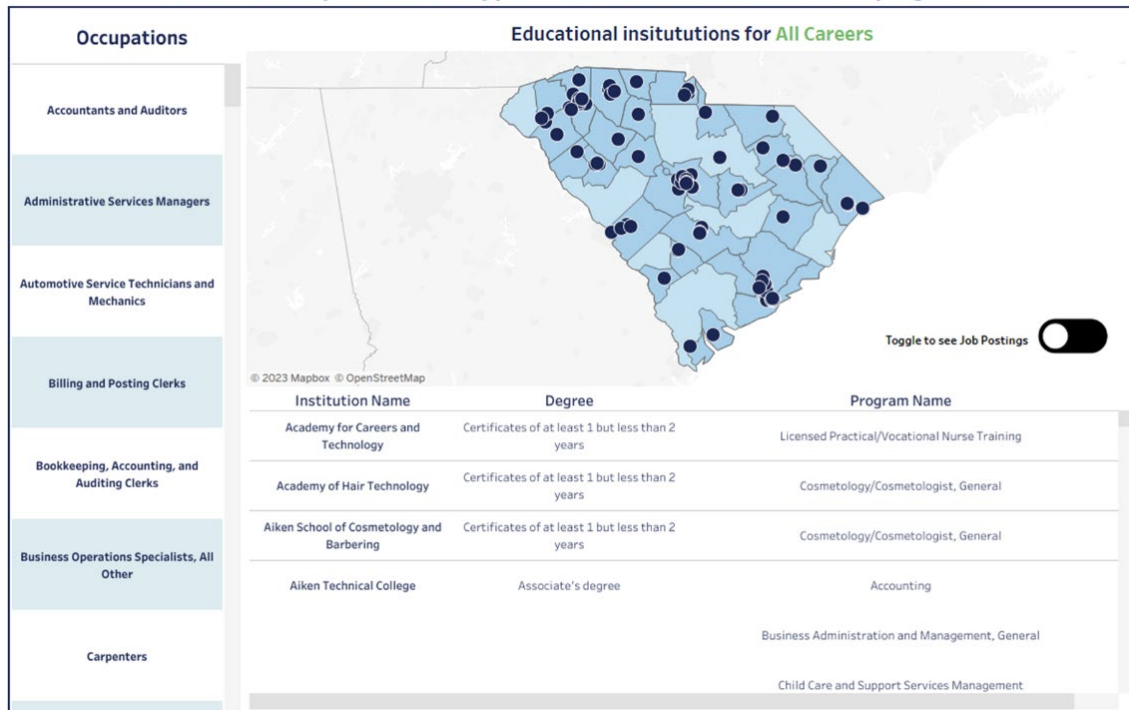 Occupations
Accountants and Auditors
Administrative Services Managers
Automotive Service Technicians and
Mechanics
Billing and Posting Clerks
Bookkeeping, Accounting, and
Auditing Clerks
Business Operations Specialists, All
Other
Carpenters
Educational insitututions for All Careers
Toggle to see Job Postings
© 2023 Mapbox © OpenStreetMap
Institution Name Degree Program Name
Academy for Careers and
Technology
Certificates of at least 1 but less than 2
years
Licensed Practical/Vocational Nurse Training
Academy of Hair Technology
Certificates of at least 1 but less than 2
years
Cosmetology/Cosmetologist, General
Aiken School of Cosmetology and
Barbering
Certificates of at least 1 but less than 2
years
Cosmetology/Cosmetologist, General
Aiken Technical College
Associate's degree
Accounting
Business Administration and Management, General
Child Care and Support Services Management